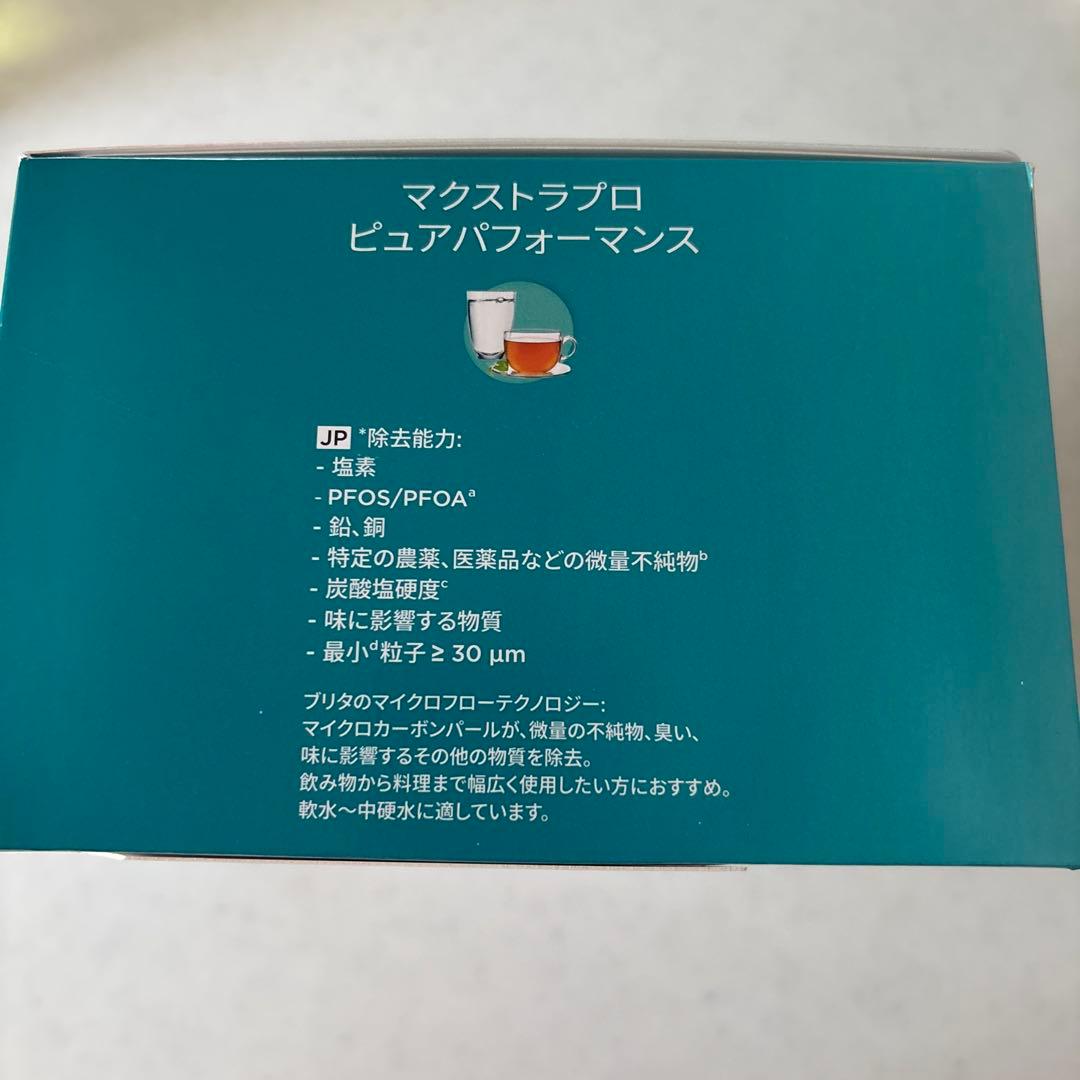 マクストラプロ
ピュアパフォーマンス
JP *除去能力:
- 塩素
- PFOS/PFOAᵃ
- 鉛、銅
- 特定の農薬、医薬品などの微量不純物ᵇ
- 炭酸塩硬度ᶜ
- 味に影響する物質
- 最小ᵈ粒子 ≥ 30 µm
ブリタのマイクロフローテクノロジー:
マイクロカーボンパールが、微量の不純物、臭い、
味に影響するその他の物質を除去。
飲み物から料理まで幅広く使用したい方におすすめ。
軟水〜中硬水に適しています。